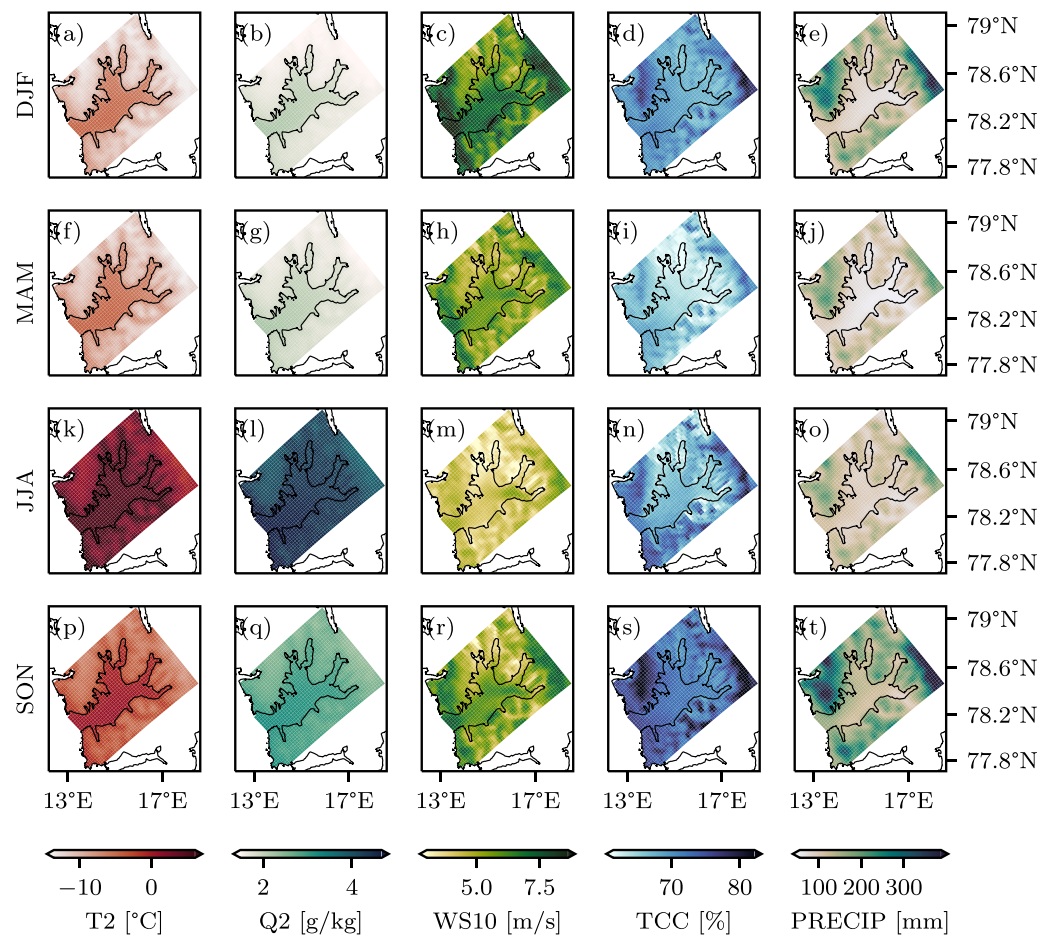 DJF
(a) (b) (c) (d) (e)
79°N
78.6°N
78.2°N
77.8°N
MAM
(f) (g) (h) (i) (j)
79°N
78.6°N
78.2°N
77.8°N
JJA
(k) (l) (m) (n) (o)
79°N
78.6°N
78.2°N
77.8°N
SON
(p) (q) (r) (s) (t)
79°N
78.6°N
78.2°N
77.8°N
13°E 17°E 13°E 17°E 13°E 17°E 13°E 17°E 13°E 17°E
−10 0 2 4 5.0 7.5 70 80 100 200 300
T2 [°C] Q2 [g/kg] WS10 [m/s] TCC [%] PRECIP [mm]